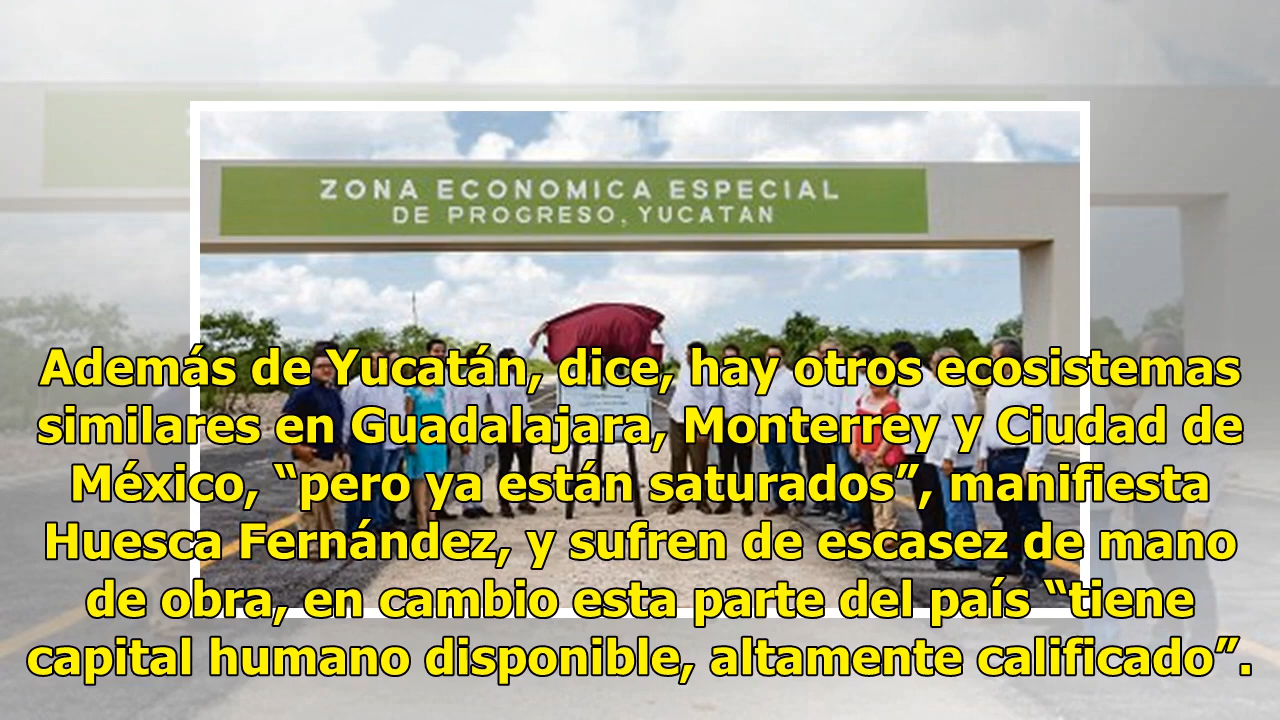 ZONA ECONOMICA ESPECIAL
DE PROGRESO, YUCATAN
Además de Yucatán, dice, hay otros ecosistemas
similares en Guadalajara, Monterrey y Ciudad de
México, “pero ya están saturados”, manifiesta
Huesca Fernández, y sufren de escasez de mano
de obra, en cambio esta parte del país “tiene
capital humano disponible, altamente calificado”.